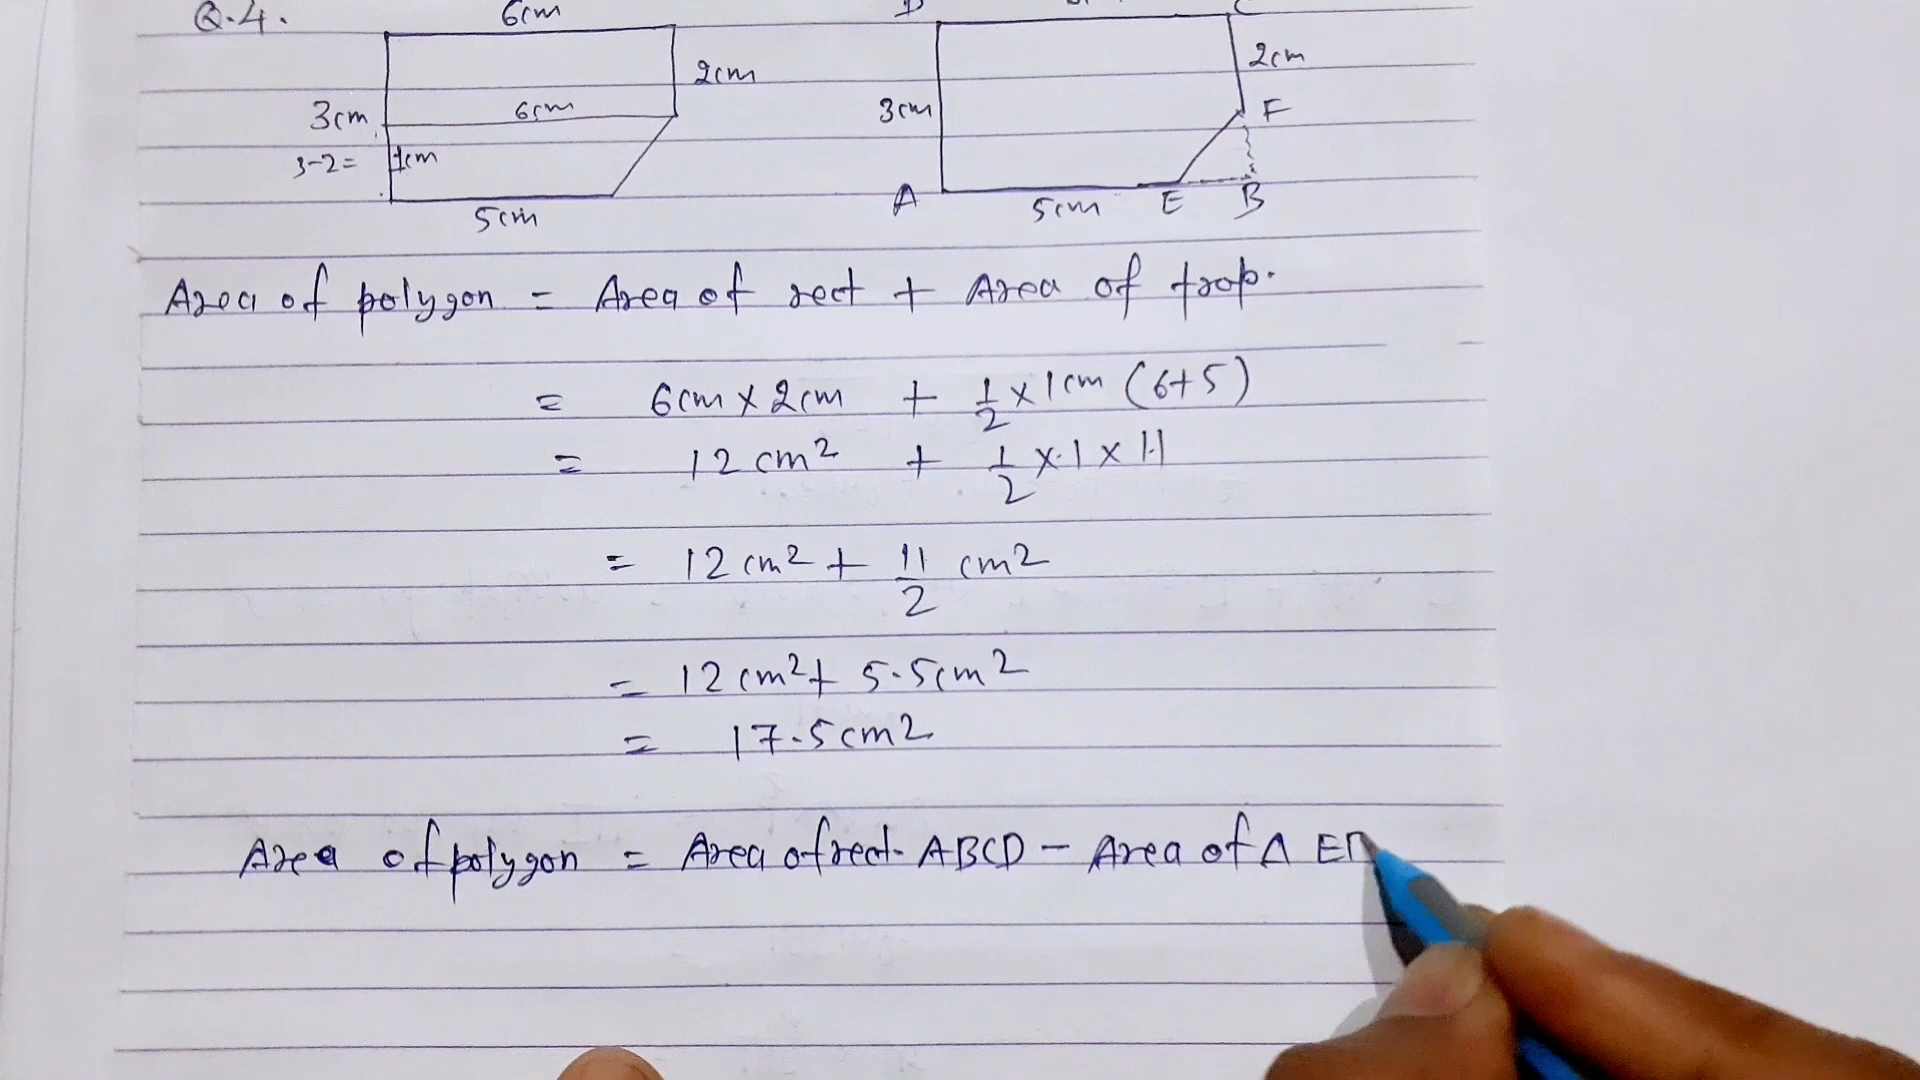 Q.4.
6cm
2cm
3cm
6cm
3-2= 1cm
5cm
C
2cm
3cm
F
A
5cm E B
Area of polygon = Area of rect + Area of trap.
= 6cm × 2cm + 1/2 × 1cm (6+5)
= 12 cm2 + 1/2 × 1 × 11
= 12 cm2 + 11/2 cm2
= 12 cm2 + 5.5cm2
= 17.5cm2
Area of polygon = Area of rect. ABCD - Area of Δ E